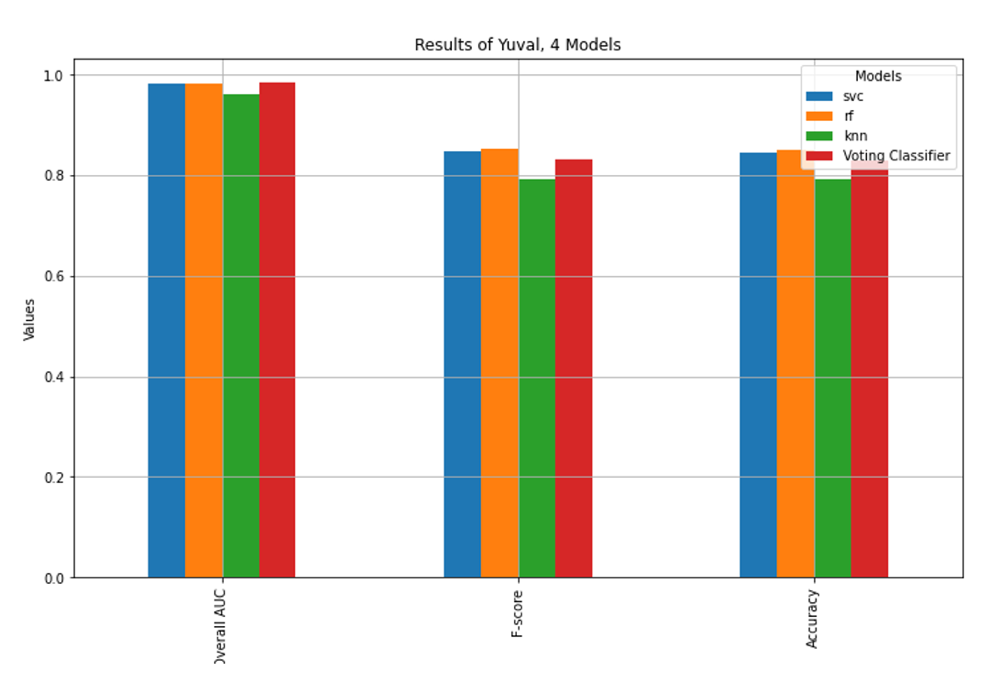 Results of Yuval, 4 Models
Models
svc
rf
knn
Voting Classifier
Values
1.0
0.8
0.6
0.4
0.2
0.0
Overall AUC
F-score
Accuracy